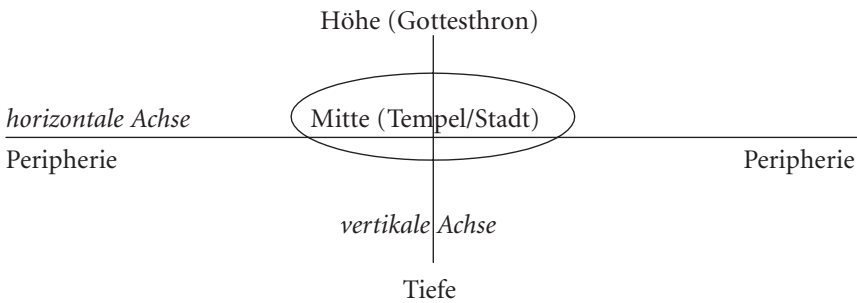 Höhe (Gottesthron)
horizontale Achse
Mitte (Tempel/Stadt)
Peripherie
Peripherie
vertikale Achse
Tiefe